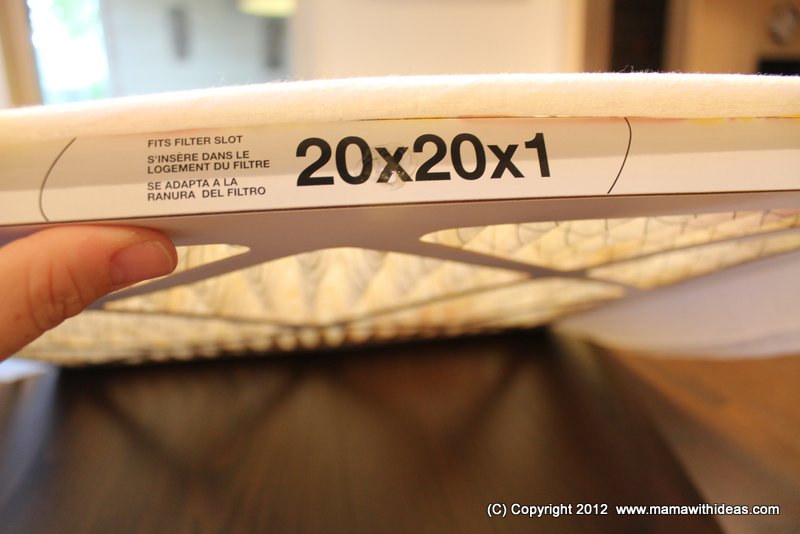 FITS FILTER SLOT
S'INSÈRE DANS LE
LOGEMENT DU FILTRE
SE ADAPTA A LA
RANURA DEL FILTRO
20x20x1
(C) Copyright 2012 www.mamawithideas.com